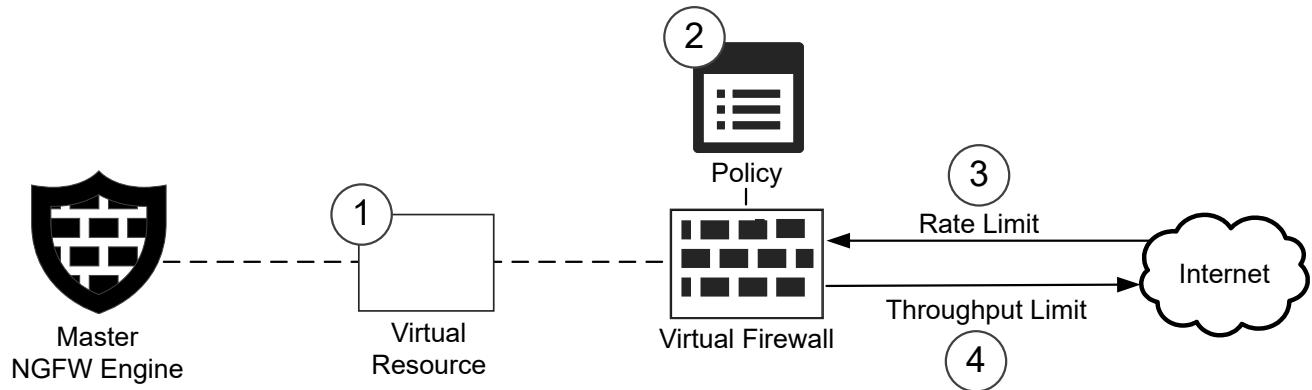 2
Policy
3
1
Rate Limit
Internet
Throughput Limit
Master
NGFW Engine
Virtual
Resource
Virtual Firewall
4